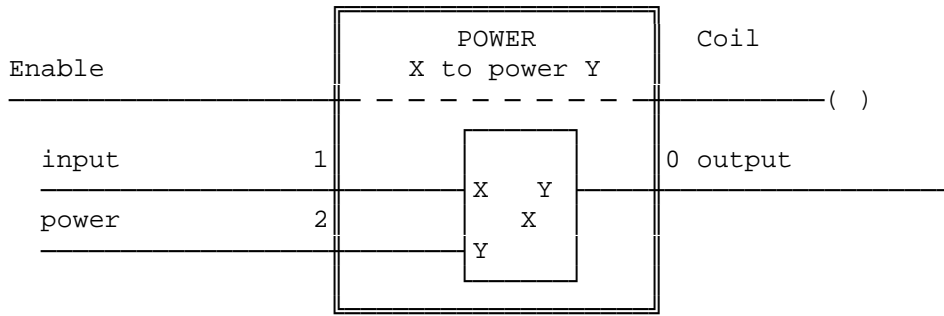 POWER Coil
Enable X to power Y
( )
input 1 0 output
X Y
power 2 X
Y